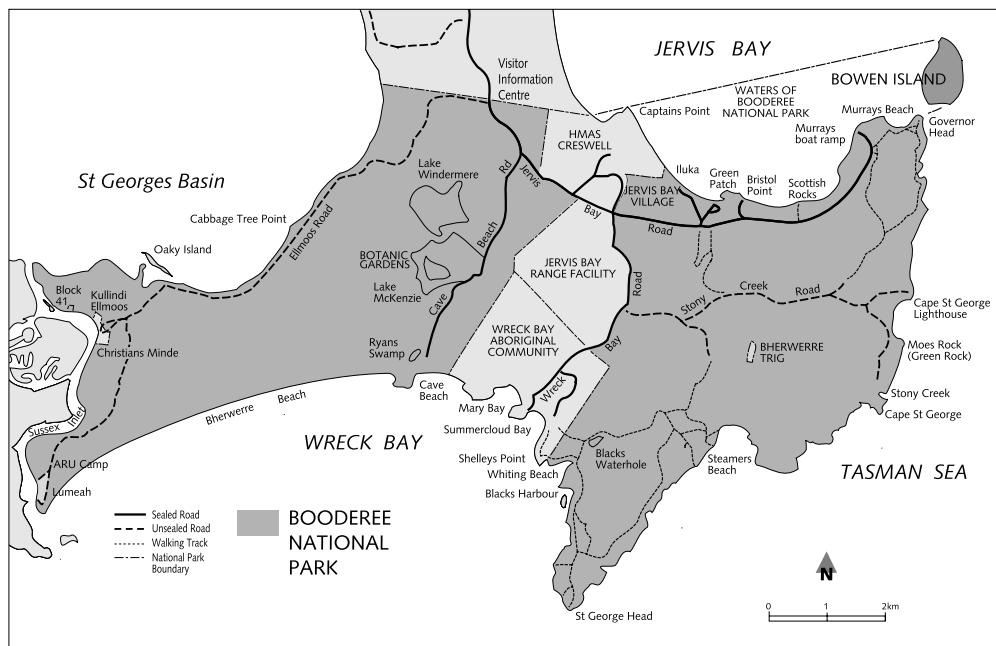 JERVIS BAY
Visitor
Information
Centre
BOWEN ISLAND
WATERS OF
BOODEREE
NATIONAL PARK
Captains Point
Murrays Beach
Governor
Head
Murrays
boat ramp
HMAS
CRESWELL
Lake
Windermere
Rd
Jervis
Iluka
Green
Patch
Bristol
Point
Scottish
Rocks
St Georges Basin
JERVIS BAY
VILLAGE
Cabbage Tree Point
Ellmoos Road
Bay
Road
Beach
Oaky Island
BOTANIC
GARDENS
JERVIS BAY
RANGE FACILITY
Block
41
Kullindi
Ellmoos
Lake
McKenzie
Cave
Road
Stony
Creek
Road
Cape St George
Lighthouse
Christians Minde
Ryans
Swamp
WRECK BAY
ABORIGINAL
COMMUNITY
Bay
BHERWERRE
TRIG
Moes Rock
(Green Rock)
Wreck
Cave
Beach
Stony Creek
Cape St George
Bherwerre
Beach
Mary Bay
Sussex
Inlet
Summercloud Bay
WRECK BAY
Shelleys Point
Whiting Beach
Blacks
Waterhole
Steamers
Beach
TASMAN SEA
ARU Camp
Lumeah
Blacks Harbour
Sealed Road
Unsealed Road
Walking Track
National Park
Boundary
BOODEREE
NATIONAL
PARK
N
0 1 2km
St George Head